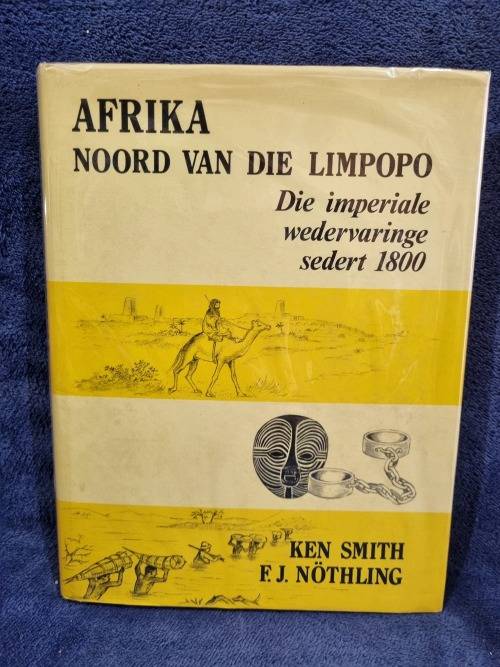 AFRIKA
NOORD VAN DIE LIMPOPO
Die imperiale
wedervaringe
sedert 1800
KEN SMITH
F. J. NÖTHLING